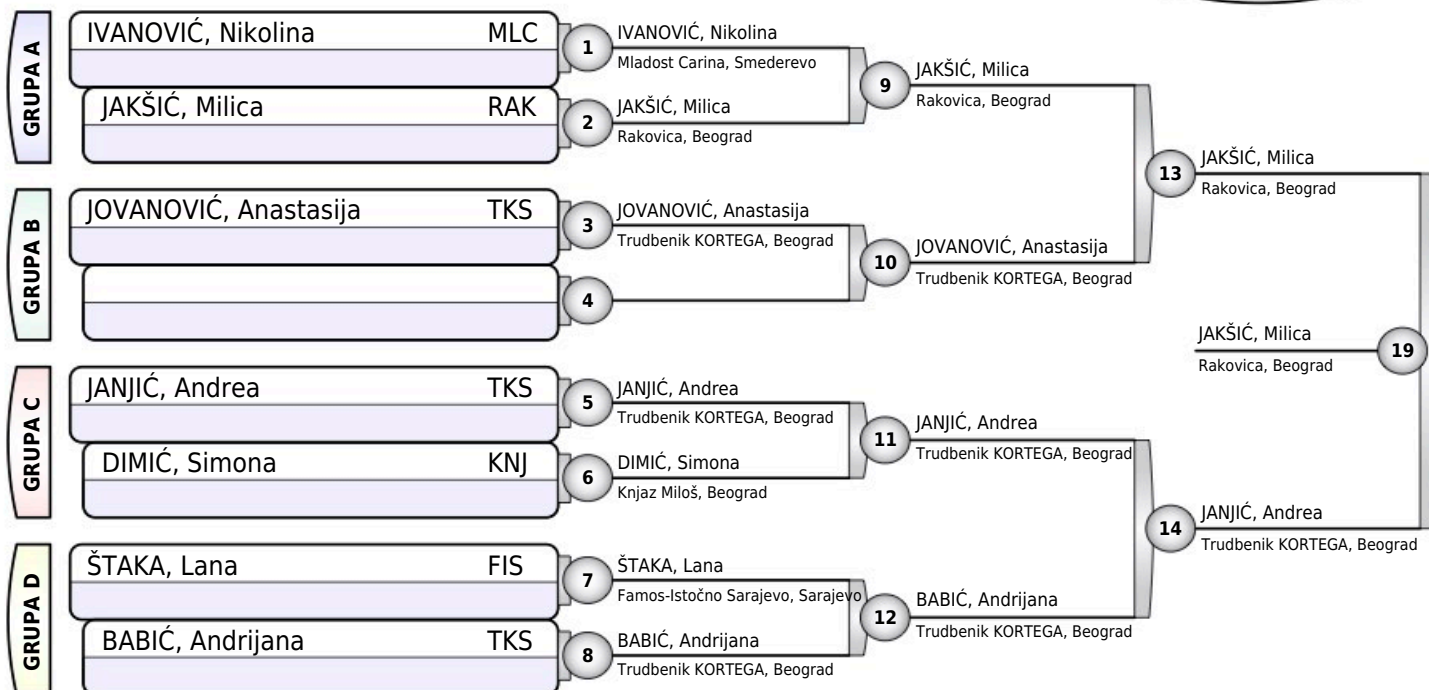 GRUPA A
IVANOVIĆ, Nikolina MLC
JAKŠIĆ, Milica RAK
GRUPA B
JOVANOVIĆ, Anastasija TKS
GRUPA C
JANJIĆ, Andrea TKS
DIMIĆ, Simona KNJ
GRUPA D
ŠTAKA, Lana FIS
BABIĆ, Andrijana TKS
1
IVANOVIĆ, Nikolina
Mladost Carina, Smederevo
2
JAKŠIĆ, Milica
Rakovica, Beograd
3
JOVANOVIĆ, Anastasija
Trudbenik KORTEGA, Beograd
4
5
JANJIĆ, Andrea
Trudbenik KORTEGA, Beograd
6
DIMIĆ, Simona
Knjaz Miloš, Beograd
7
ŠTAKA, Lana
Famos-Istočno Sarajevo, Sarajevo
8
BABIĆ, Andrijana
Trudbenik KORTEGA, Beograd
9
JAKŠIĆ, Milica
Rakovica, Beograd
10
JOVANOVIĆ, Anastasija
Trudbenik KORTEGA, Beograd
11
JANJIĆ, Andrea
Trudbenik KORTEGA, Beograd
12
BABIĆ, Andrijana
Trudbenik KORTEGA, Beograd
13
JAKŠIĆ, Milica
Rakovica, Beograd
14
JANJIĆ, Andrea
Trudbenik KORTEGA, Beograd
JAKŠIĆ, Milica
Rakovica, Beograd
19